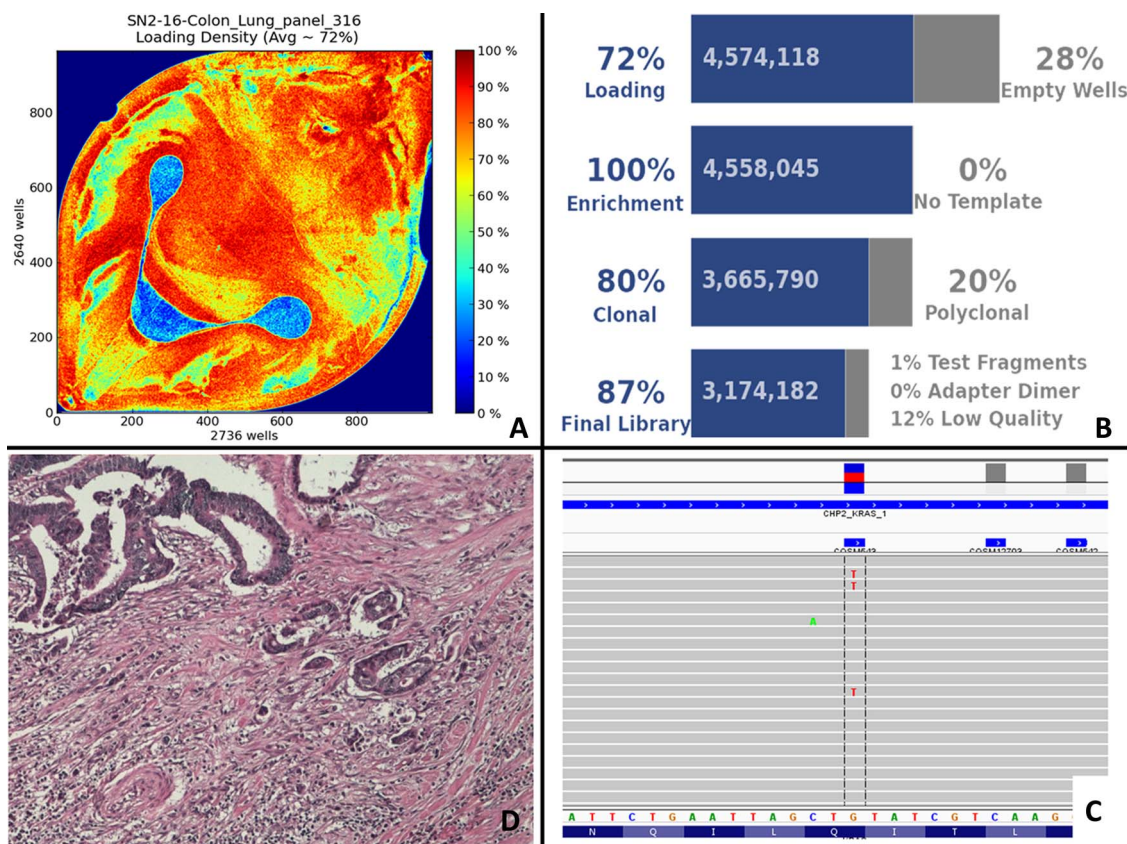 SN2-16-Colon_Lung_panel_316
Loading Density (Avg ~ 72%)
100 %
90 %
80 %
70 %
60 %
50 %
40 %
30 %
20 %
10 %
0 %
800
600
400
200
0
2640 wells
0
200
400
600
800
2736 wells
A
72%
Loading
4,574,118
28%
Empty Wells
100%
Enrichment
4,558,045
0%
No Template
80%
Clonal
3,665,790
20%
Polyclonal
87%
Final Library
3,174,182
1% Test Fragments
0% Adapter Dimer
12% Low Quality
B
D
CHP2_KRAS_1
COSM543
COSM12703
COSM542
T
T
A
T
A T T C T G A A T T A G C T G T A T C G T C A A G
N Q I L Q I T L
C